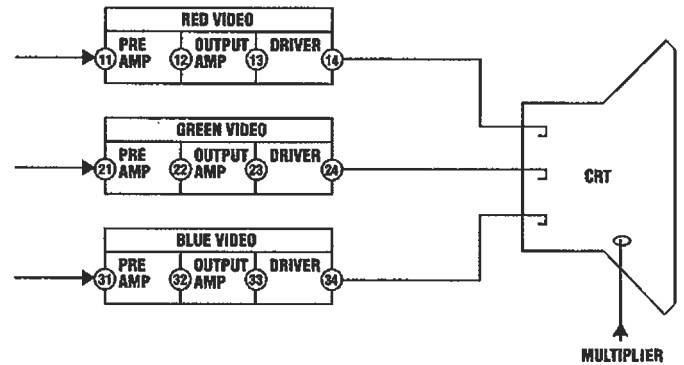 RED VIDEO
PRE OUTPUT DRIVER
11 AMP 12 AMP 13 14
GREEN VIDEO
PRE OUTPUT DRIVER
21 AMP 22 AMP 23 24
CRT
BLUE VIDEO
PRE OUTPUT DRIVER
31 AMP 32 AMP 33 34
MULTIPLIER